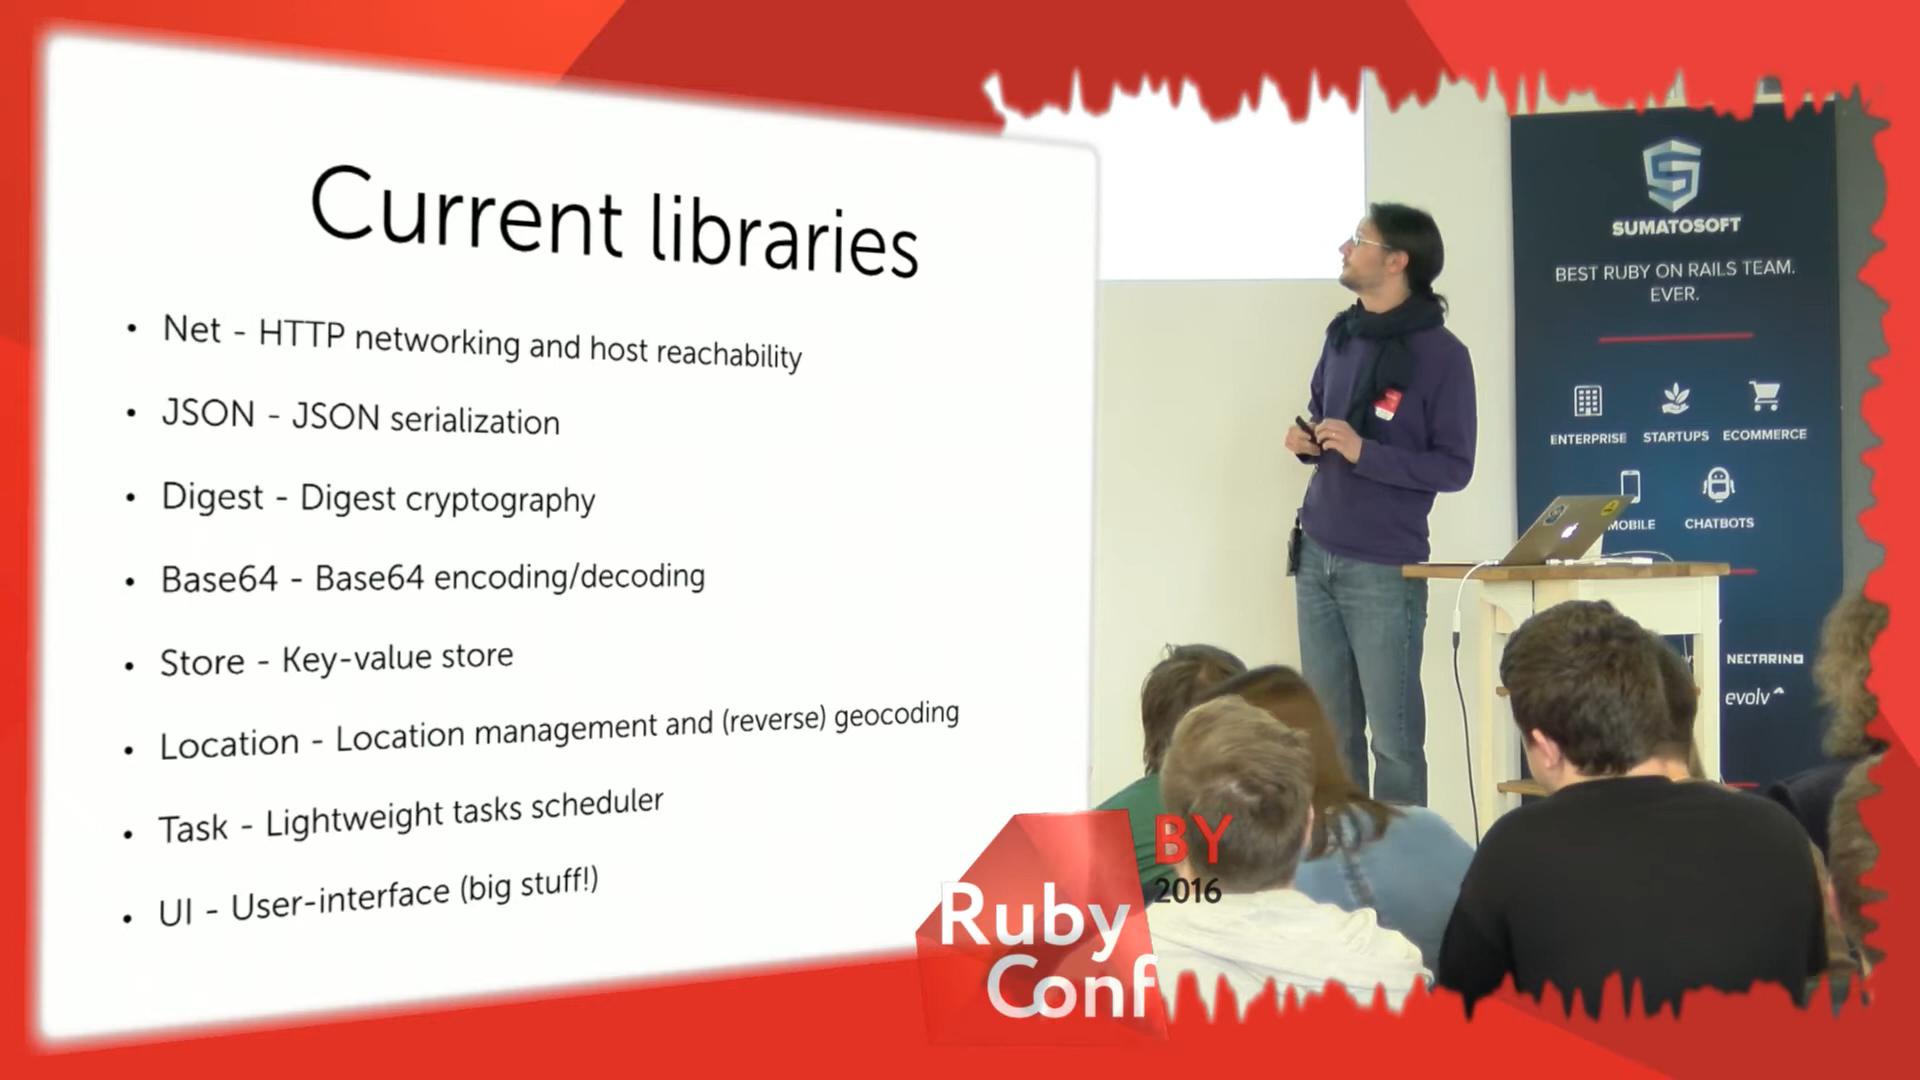 Current libraries
• Net - HTTP networking and host reachability
• JSON - JSON serialization
• Digest - Digest cryptography
• Base64 - Base64 encoding/decoding
• Store - Key-value store
• Location - Location management and (reverse) geocoding
• Task - Lightweight tasks scheduler
• UI - User-interface (big stuff!)
SUMATOSOFT
BEST RUBY ON RAILS TEAM.
EVER.
ENTERPRISE STARTUPS ECOMMERCE
MOBILE CHATBOTS
NECTARIN
evolv
BY
2016
Ruby
Conf